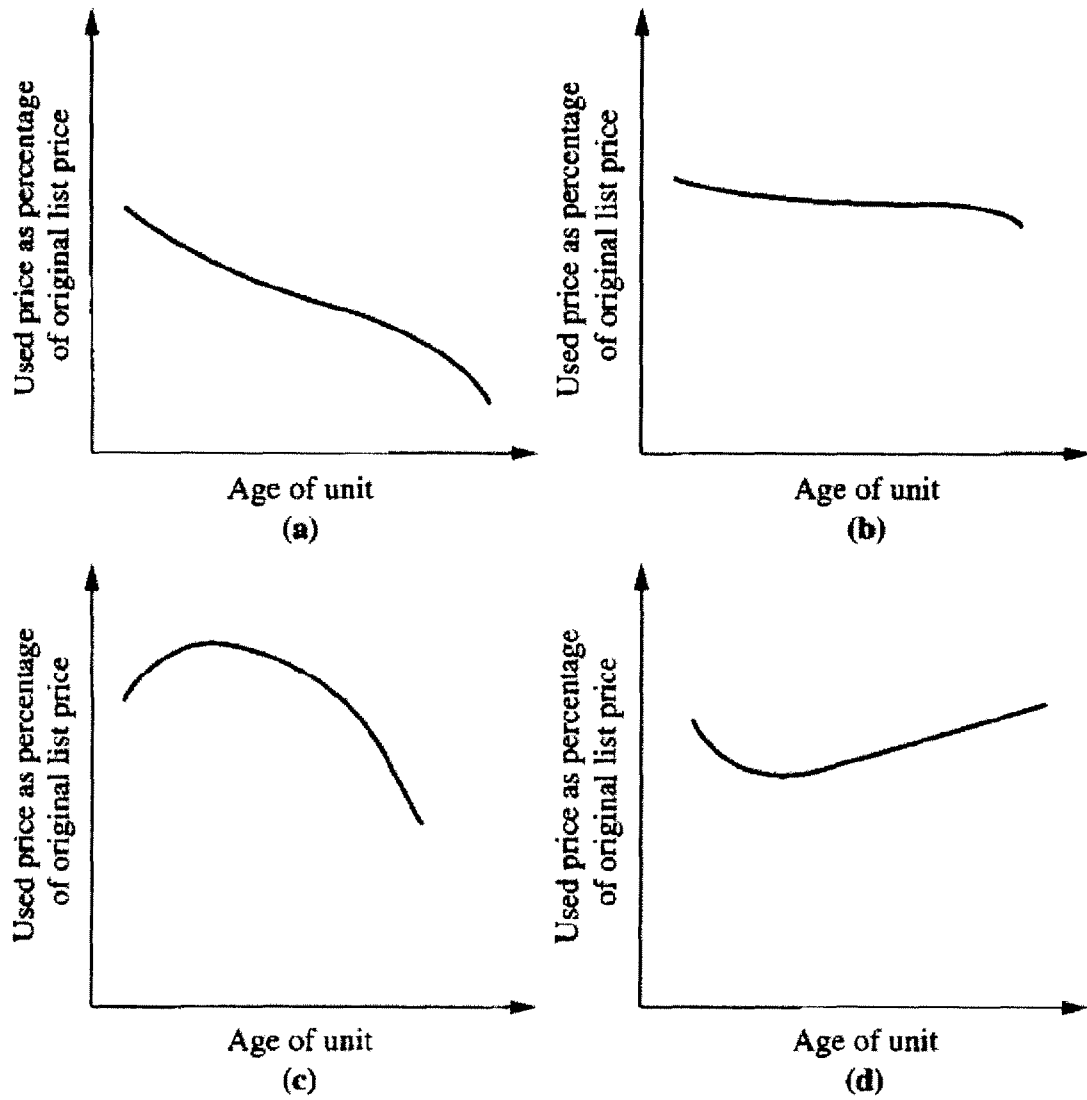 Used price as percentage
of original list price
Age of unit
(a)
Used price as percentage
of original list price
Age of unit
(b)
Used price as percentage
of original list price
Age of unit
(c)
Used price as percentage
of original list price
Age of unit
(d)